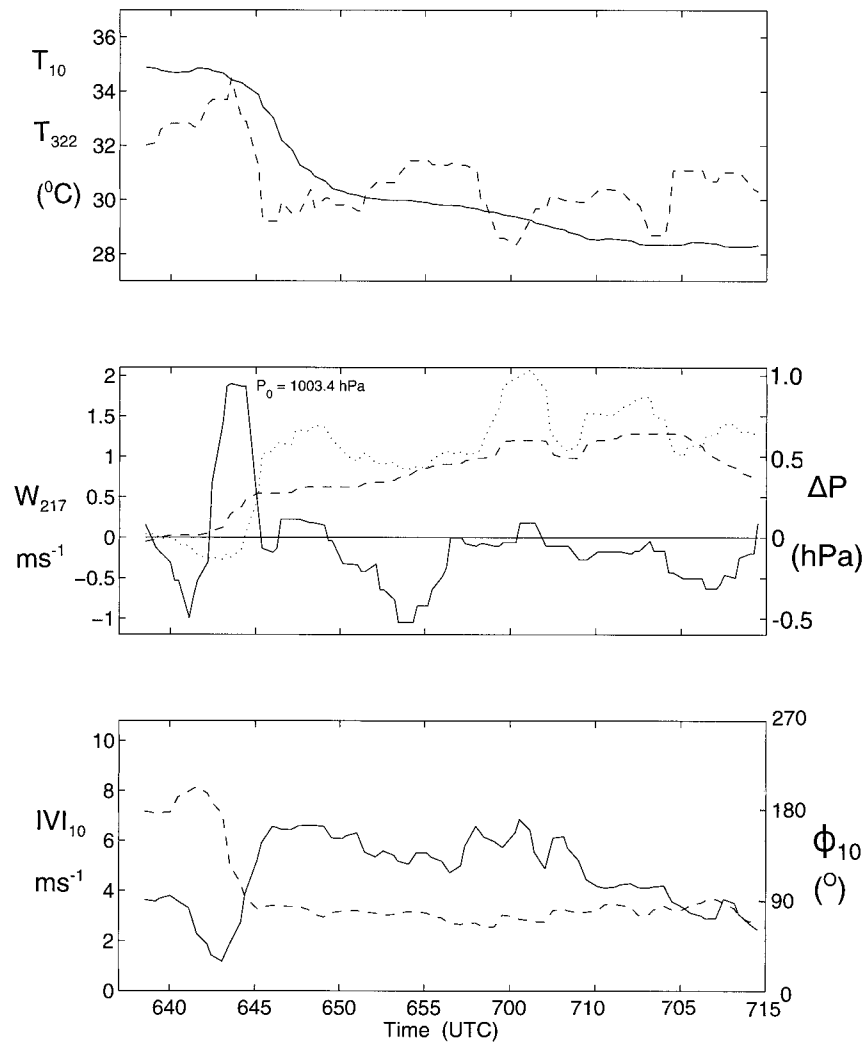 36
T10
34
T322
32
(⁰C)
30
28
P0 = 1003.4 hPa
2
1.5
1
0.5
0
-0.5
-1
W217
ms-1
1.0
0.5
0
-0.5
ΔP
(hPa)
10
8
6
4
2
0
IVI10
ms-1
270
180
90
0
ϕ10
(°)
640 645 650 655 700 710 705 715
Time (UTC)